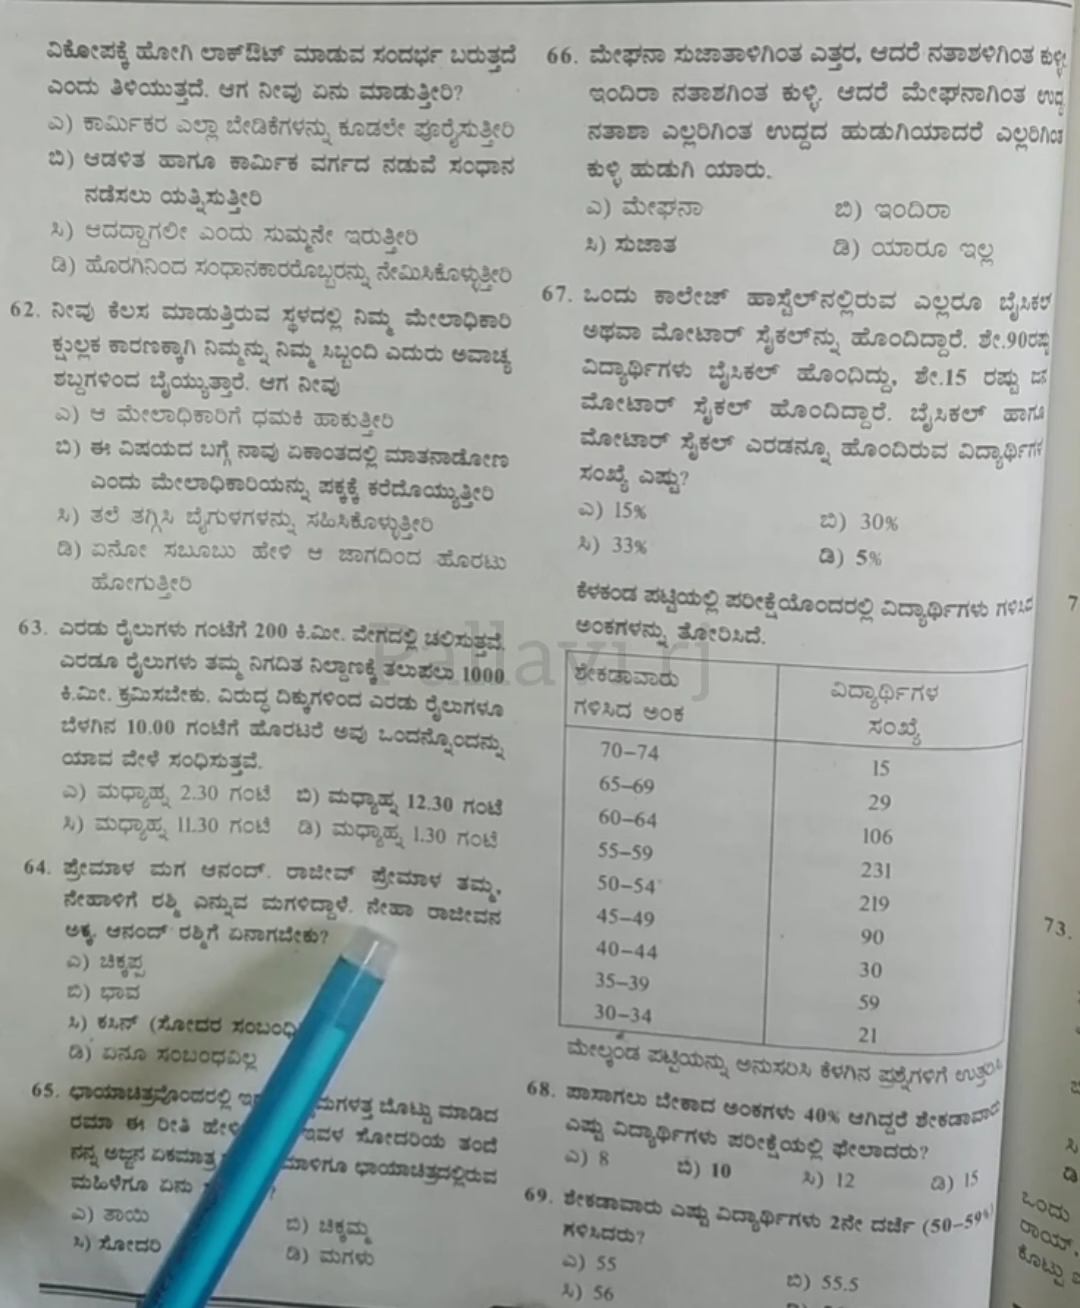 ವಿಕೋಪಕ್ಕೆ ಹೋಗಿ ಲಾಕ್‌ಔಟ್ ಮಾಡುವ ಸಂದರ್ಭ ಬರುತ್ತದೆ
ಎಂದು ತಿಳಿಯುತ್ತದೆ. ಆಗ ನೀವು ಏನು ಮಾಡುತ್ತೀರಿ?
ಎ) ಕಾರ್ಮಿಕರ ಎಲ್ಲಾ ಬೇಡಿಕೆಗಳನ್ನು ಕೂಡಲೇ ಪೂರೈಸುತ್ತೀರಿ
ಬಿ) ಆಡಳಿತ ಹಾಗೂ ಕಾರ್ಮಿಕ ವರ್ಗದ ನಡುವೆ ಸಂಧಾನ
ನಡೆಸಲು ಯತ್ನಿಸುತ್ತೀರಿ
ಸಿ) ಆದದ್ದಾಗಲೀ ಎಂದು ಸುಮ್ಮನೇ ಇರುತ್ತೀರಿ
ಡಿ) ಹೊರಗಿನಿಂದ ಸಂಧಾನಕಾರರೊಬ್ಬರನ್ನು ನೇಮಿಸಿಕೊಳ್ಳುತ್ತೀರಿ
62. ನೀವು ಕೆಲಸ ಮಾಡುತ್ತಿರುವ ಸ್ಥಳದಲ್ಲಿ ನಿಮ್ಮ ಮೇಲಾಧಿಕಾರಿ
ಕ್ಷುಲ್ಲಕ ಕಾರಣಕ್ಕಾಗಿ ನಿಮ್ಮನ್ನು ನಿಮ್ಮ ಸಿಬ್ಬಂದಿ ಎದುರು ಅವಾಚ್ಯ
ಶಬ್ದಗಳಿಂದ ಬೈಯ್ಯುತ್ತಾರೆ. ಆಗ ನೀವು
ಎ) ಆ ಮೇಲಾಧಿಕಾರಿಗೆ ಧಮಕಿ ಹಾಕುತ್ತೀರಿ
ಬಿ) ಈ ವಿಷಯದ ಬಗ್ಗೆ ನಾವು ಏಕಾಂತದಲ್ಲಿ ಮಾತನಾಡೋಣ
ಎಂದು ಮೇಲಾಧಿಕಾರಿಯನ್ನು ಪಕ್ಕಕ್ಕೆ ಕರೆದೊಯ್ಯುತ್ತೀರಿ
ಸಿ) ತಲೆ ತಗ್ಗಿಸಿ ಬೈಗುಳಗಳನ್ನು ಸಹಿಸಿಕೊಳ್ಳುತ್ತೀರಿ
ಡಿ) ಏನೋ ಸಬೂಬು ಹೇಳಿ ಆ ಜಾಗದಿಂದ ಹೊರಟು
ಹೋಗುತ್ತೀರಿ
63. ಎರಡು ರೈಲುಗಳು ಗಂಟೆಗೆ 200 ಕಿ.ಮೀ. ವೇಗದಲ್ಲಿ ಚಲಿಸುತ್ತವೆ.
ಎರಡೂ ರೈಲುಗಳು ತಮ್ಮ ನಿಗದಿತ ನಿಲ್ದಾಣಕ್ಕೆ ತಲುಪಲು 1000
ಕಿ.ಮೀ. ಕ್ರಮಿಸಬೇಕು. ವಿರುದ್ಧ ದಿಕ್ಕುಗಳಿಂದ ಎರಡು ರೈಲುಗಳೂ
ಬೆಳಗಿನ 10.00 ಗಂಟೆಗೆ ಹೊರಟರೆ ಅವು ಒಂದನ್ನೊಂದನ್ನು
ಯಾವ ವೇಳೆ ಸಂಧಿಸುತ್ತವೆ.
ಎ) ಮಧ್ಯಾಹ್ನ 2.30 ಗಂಟೆ ಬಿ) ಮಧ್ಯಾಹ್ನ 12.30 ಗಂಟೆ
ಸಿ) ಮಧ್ಯಾಹ್ನ 11.30 ಗಂಟೆ ಡಿ) ಮಧ್ಯಾಹ್ನ 1.30 ಗಂಟೆ
64. ಪ್ರೇಮಾಳ ಮಗ ಆನಂದ್. ರಾಜೀವ್ ಪ್ರೇಮಾಳ ತಮ್ಮ,
ನೇಹಾಳಿಗೆ ರಶ್ಮಿ ಎನ್ನುವ ಮಗಳಿದ್ದಾಳೆ. ನೇಹಾ ರಾಜೀವನ
ಅಕ್ಕ. ಆನಂದ್ ರಶ್ಮಿಗೆ ಏನಾಗಬೇಕು?
ಎ) ಚಿಕ್ಕಪ್ಪ
ಬಿ) ಭಾವ
ಸಿ) ಕಸಿನ್ (ಸೋದರ ಸಂಬಂಧಿ
ಡಿ) ಏನೂ ಸಂಬಂಧವಿಲ್ಲ
65. ಛಾಯಾಚಿತ್ರವೊಂದರಲ್ಲಿ ಬೊಟ್ಟು ಮಾಡಿದ
ರಮಾ ಈ ರೀತಿ ಇವಳ ಸೋದರಿಯ ತಂದೆ
ನನ್ನ ಅಜ್ಜನ ಏಕಮಾತ್ರ ಛಾಯಾಚಿತ್ರದಲ್ಲಿರುವ
ಮಹಿಳೆಗೂ ಏನು ?
ಎ) ತಾಯಿ ಬಿ) ಚಿಕ್ಕಮ್ಮ
ಸಿ) ಸೋದರಿ ಡಿ) ಮಗಳು
66. ಮೇಘನಾ ಸುಜಾತಾಳಿಗಿಂತ ಎತ್ತರ, ಆದರೆ ನತಾಶಳಿಗಿಂತ ಕುಳ್ಳಿ.
ಇಂದಿರಾ ನತಾಶಗಿಂತ ಕುಳ್ಳಿ. ಆದರೆ ಮೇಘನಾಗಿಂತ ಉದ್ದ
ನತಾಶಾ ಎಲ್ಲರಿಗಿಂತ ಉದ್ದದ ಹುಡುಗಿಯಾದರೆ ಎಲ್ಲರಿಗಿಂತ
ಕುಳ್ಳಿ ಹುಡುಗಿ ಯಾರು.
ಎ) ಮೇಘನಾ ಬಿ) ಇಂದಿರಾ
ಸಿ) ಸುಜಾತ ಡಿ) ಯಾರೂ ಇಲ್ಲ
67. ಒಂದು ಕಾಲೇಜ್ ಹಾಸ್ಟೆಲ್‌ನಲ್ಲಿರುವ ಎಲ್ಲರೂ ಬೈಸಿಕಲ್
ಅಥವಾ ಮೋಟಾರ್ ಸೈಕಲ್‌ನ್ನು ಹೊಂದಿದ್ದಾರೆ. ಶೇ.90ರಷ್ಟು
ವಿದ್ಯಾರ್ಥಿಗಳು ಬೈಸಿಕಲ್ ಹೊಂದಿದ್ದು, ಶೇ.15 ರಷ್ಟು ಜನ
ಮೋಟಾರ್ ಸೈಕಲ್ ಹೊಂದಿದ್ದಾರೆ. ಬೈಸಿಕಲ್ ಹಾಗೂ
ಮೋಟಾರ್ ಸೈಕಲ್ ಎರಡನ್ನೂ ಹೊಂದಿರುವ ವಿದ್ಯಾರ್ಥಿಗಳ
ಸಂಖ್ಯೆ ಎಷ್ಟು?
ಎ) 15% ಬಿ) 30%
ಸಿ) 33% ಡಿ) 5%
ಕೆಳಕಂಡ ಪಟ್ಟಿಯಲ್ಲಿ ಪರೀಕ್ಷೆಯೊಂದರಲ್ಲಿ ವಿದ್ಯಾರ್ಥಿಗಳು ಗಳಿಸಿದ
ಅಂಕಗಳನ್ನು ತೋರಿಸಿದೆ.
ಶೇಕಡಾವಾರು ಗಳಿಸಿದ ಅಂಕ ವಿದ್ಯಾರ್ಥಿಗಳ ಸಂಖ್ಯೆ
70–74 15
65–69 29
60–64 106
55–59 231
50–54 219
45–49 90
40–44 30
35–39 59
30–34 21
ಮೇಲ್ಕಂಡ ಪಟ್ಟಿಯನ್ನು ಅನುಸರಿಸಿ ಕೆಳಗಿನ ಪ್ರಶ್ನೆಗಳಿಗೆ ಉತ್ತರಿಸಿ
68. ಪಾಸಾಗಲು ಬೇಕಾದ ಅಂಕಗಳು 40% ಆಗಿದ್ದರೆ ಶೇಕಡಾವಾರು
ಎಷ್ಟು ವಿದ್ಯಾರ್ಥಿಗಳು ಪರೀಕ್ಷೆಯಲ್ಲಿ ಫೇಲಾದರು?
ಎ) 8 ಬಿ) 10 ಸಿ) 12 ಡಿ) 15
69. ಶೇಕಡಾವಾರು ಎಷ್ಟು ವಿದ್ಯಾರ್ಥಿಗಳು 2ನೇ ದರ್ಜೆ (50–59%)
ಗಳಿಸಿದರು?
ಎ) 55 ಬಿ) 55.5
ಸಿ) 56
73.
ಒಂದು
ರಾಯ್,
ಕೊಟ್ಟು
Pallavi rj